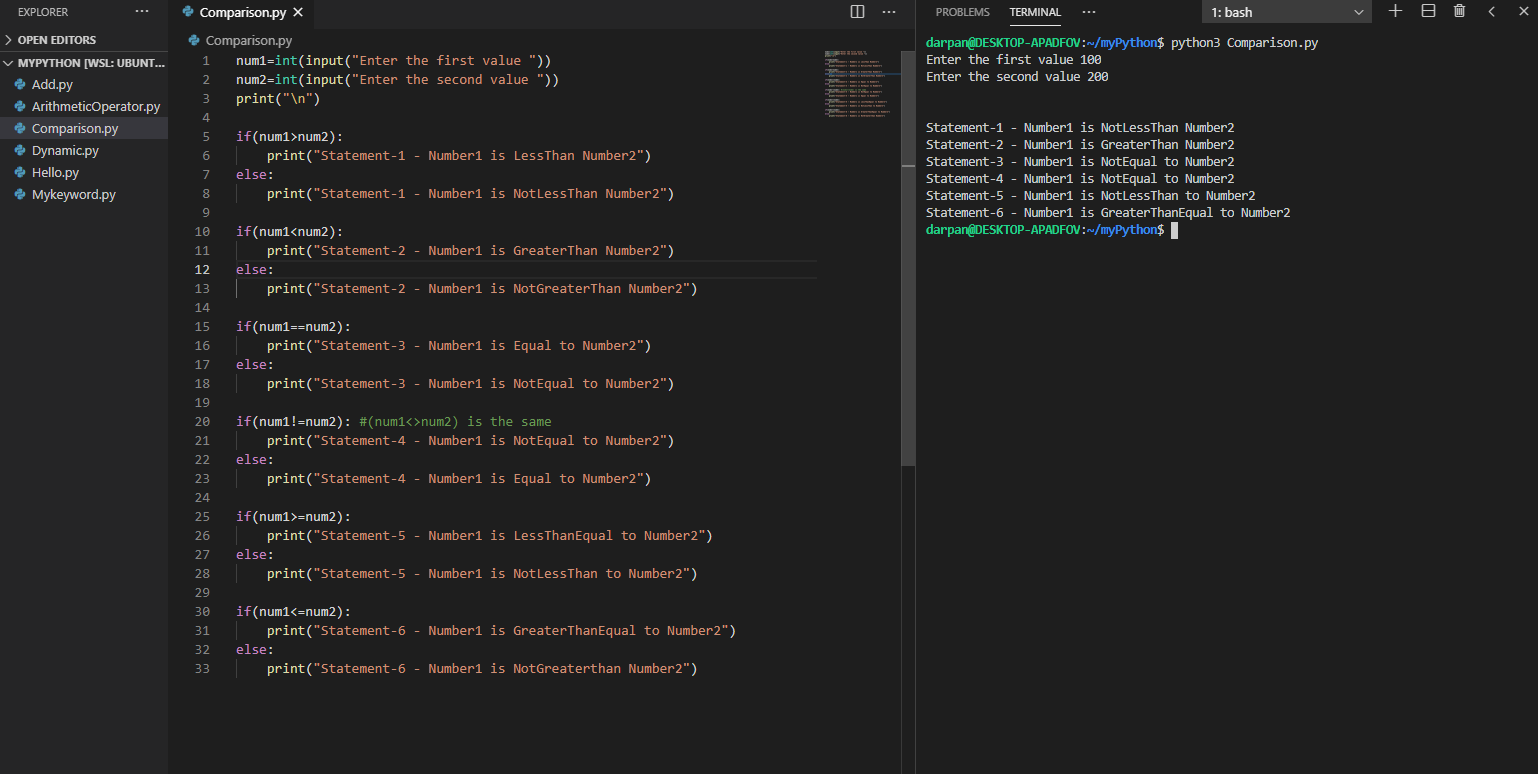 EXPLORER ...
OPEN EDITORS
MYPYTHON [WSL: UBUNT...
Add.py
ArithmeticOperator.py
Comparison.py
Dynamic.py
Hello.py
Mykeyword.py
Comparison.py
Comparison.py
1 num1=int(input("Enter the first value "))
2 num2=int(input("Enter the second value "))
3 print("\n")
4
5 if(num1>num2):
6 print("Statement-1 - Number1 is LessThan Number2")
7 else:
8 print("Statement-1 - Number1 is NotLessThan Number2")
9
10 if(num1<num2):
11 print("Statement-2 - Number1 is GreaterThan Number2")
12 else:
13 print("Statement-2 - Number1 is NotGreaterThan Number2")
14
15 if(num1==num2):
16 print("Statement-3 - Number1 is Equal to Number2")
17 else:
18 print("Statement-3 - Number1 is NotEqual to Number2")
19
20 if(num1!=num2): #(num1<>num2) is the same
21 print("Statement-4 - Number1 is NotEqual to Number2")
22 else:
23 print("Statement-4 - Number1 is Equal to Number2")
24
25 if(num1>=num2):
26 print("Statement-5 - Number1 is LessThanEqual to Number2")
27 else:
28 print("Statement-5 - Number1 is NotLessThan to Number2")
29
30 if(num1<=num2):
31 print("Statement-6 - Number1 is GreaterThanEqual to Number2")
32 else:
33 print("Statement-6 - Number1 is NotGreaterthan Number2")
PROBLEMS TERMINAL ... 1: bash
darpan@DESKTOP-APADFOV:~/myPython$ python3 Comparison.py
Enter the first value 100
Enter the second value 200
Statement-1 - Number1 is NotLessThan Number2
Statement-2 - Number1 is GreaterThan Number2
Statement-3 - Number1 is NotEqual to Number2
Statement-4 - Number1 is NotEqual to Number2
Statement-5 - Number1 is NotLessThan to Number2
Statement-6 - Number1 is GreaterThanEqual to Number2
darpan@DESKTOP-APADFOV:~/myPython$